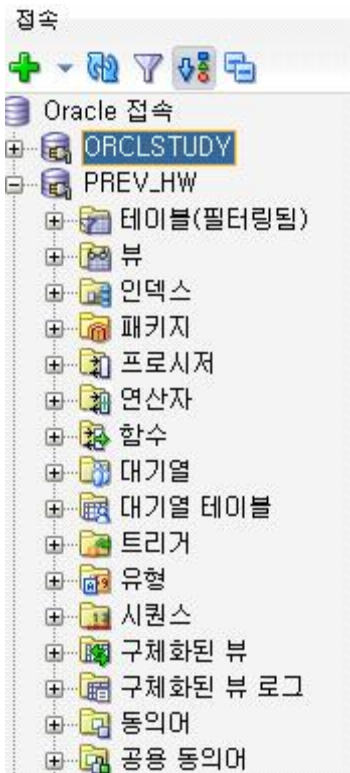 접속
Oracle 접속
ORCLSTUDY
PREV_HW
테이블(필터링됨)
뷰
인덱스
패키지
프로시저
연산자
함수
대기열
대기열 테이블
트리거
유형
시퀀스
구체화된 뷰
구체화된 뷰 로그
동의어
공용 동의어